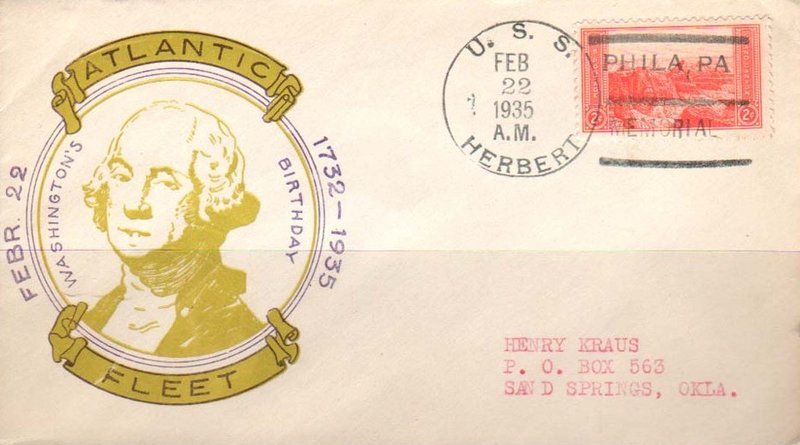 ATLANTIC
FEBR. 22
WASHINGTON'S
BIRTHDAY
1732-1935
FLEET
U. S. S.
FEB
22
1935
A.M.
HERBERT
PHILA, PA
MEMORIAL
2¢ 2¢
HENRY KRAUS
P. O. BOX 563
SAND SPRINGS, OKLA.